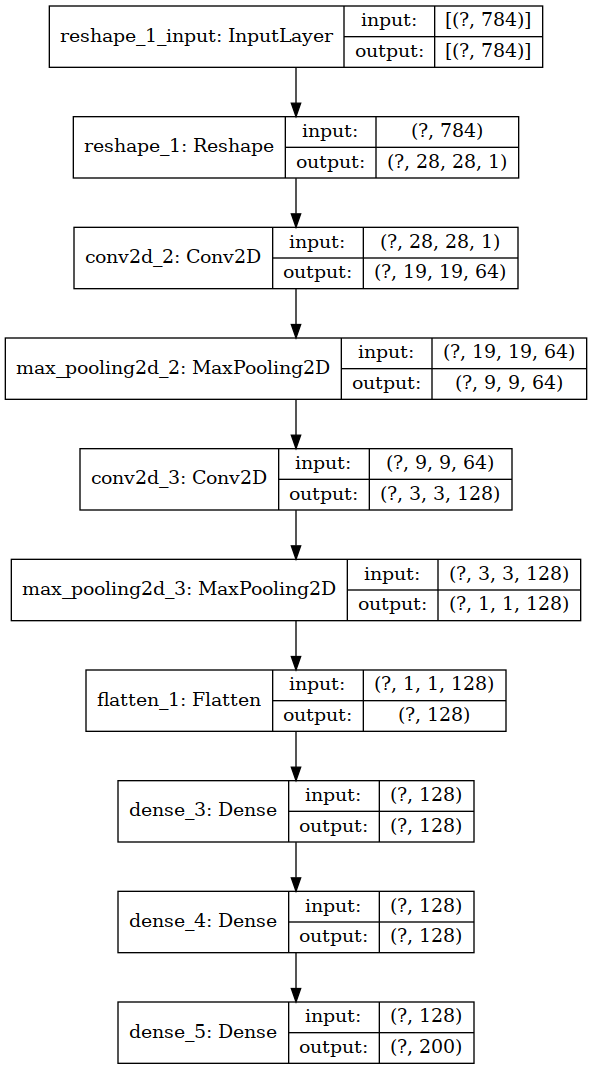 reshape_1_input: InputLayer
input: [(?, 784)]
output: [(?, 784)]
reshape_1: Reshape
input: (?, 784)
output: (?, 28, 28, 1)
conv2d_2: Conv2D
input: (?, 28, 28, 1)
output: (?, 19, 19, 64)
max_pooling2d_2: MaxPooling2D
input: (?, 19, 19, 64)
output: (?, 9, 9, 64)
conv2d_3: Conv2D
input: (?, 9, 9, 64)
output: (?, 3, 3, 128)
max_pooling2d_3: MaxPooling2D
input: (?, 3, 3, 128)
output: (?, 1, 1, 128)
flatten_1: Flatten
input: (?, 1, 1, 128)
output: (?, 128)
dense_3: Dense
input: (?, 128)
output: (?, 128)
dense_4: Dense
input: (?, 128)
output: (?, 128)
dense_5: Dense
input: (?, 128)
output: (?, 200)